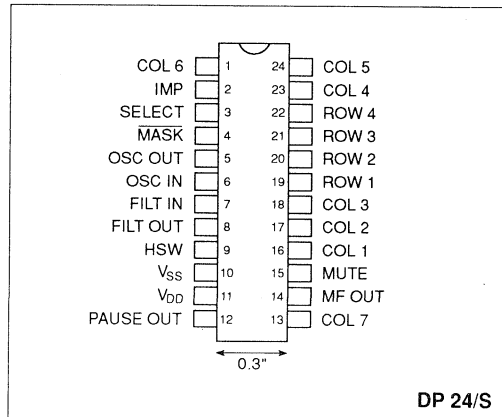 COL 6 1 24 COL 5
IMP 2 23 COL 4
SELECT 3 22 ROW 4
MASK 4 21 ROW 3
OSC OUT 5 20 ROW 2
OSC IN 6 19 ROW 1
FILT IN 7 18 COL 3
FILT OUT 8 17 COL 2
HSW 9 16 COL 1
VSS 10 15 MUTE
VDD 11 14 MF OUT
PAUSE OUT 12 13 COL 7
0.3"
DP 24/S